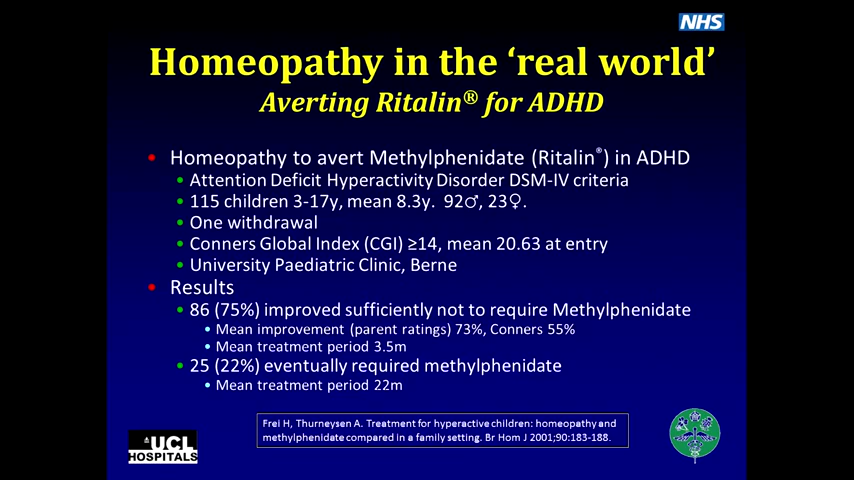 NHS
Homeopathy in the ‘real world’
Averting Ritalin® for ADHD
• Homeopathy to avert Methylphenidate (Ritalin®) in ADHD
• Attention Deficit Hyperactivity Disorder DSM-IV criteria
• 115 children 3-17y, mean 8.3y. 92♂, 23♀.
• One withdrawal
• Conners Global Index (CGI) ≥14, mean 20.63 at entry
• University Paediatric Clinic, Berne
• Results
• 86 (75%) improved sufficiently not to require Methylphenidate
• Mean improvement (parent ratings) 73%, Conners 55%
• Mean treatment period 3.5m
• 25 (22%) eventually required methylphenidate
• Mean treatment period 22m
Frei H, Thurneysen A. Treatment for hyperactive children: homeopathy and
methylphenidate compared in a family setting. Br Hom J 2001;90:183-188.
UCL
HOSPITALS